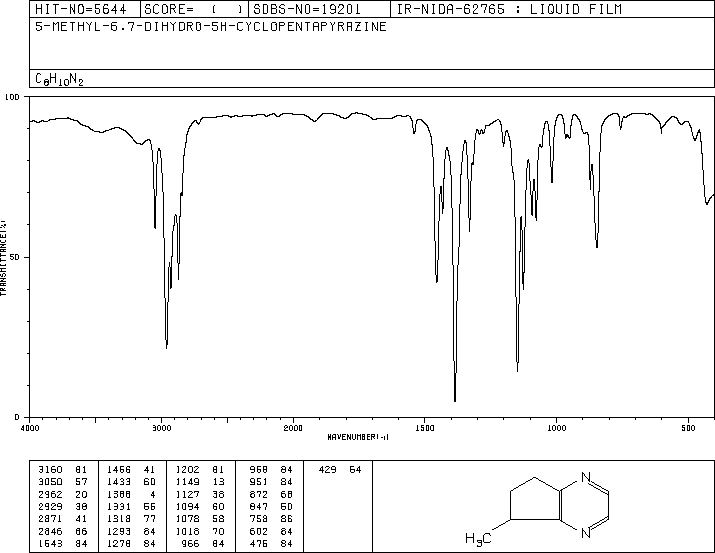 HIT-NO=5644 SCORE= ( ) SDBS-NO=19201 IR-NIDA-62765 : LIQUID FILM
5-METHYL-6,7-DIHYDRO-5H-CYCLOPENTAPYRAZINE
C8H10N2
100
50
0
TRANSMITTANCE(%)
4000 3000 2000 1500 1000 500
WAVENUMBER(-1)
3160 81 1456 41 1202 81 968 84 429 64
3050 57 1433 60 1149 13 951 84
2962 20 1388 4 1127 38 872 68
2929 38 1331 55 1094 60 847 50
2871 41 1318 77 1078 58 758 86
2846 66 1293 84 1018 70 602 84
1543 84 1278 84 966 84 476 84
N
N
H3C